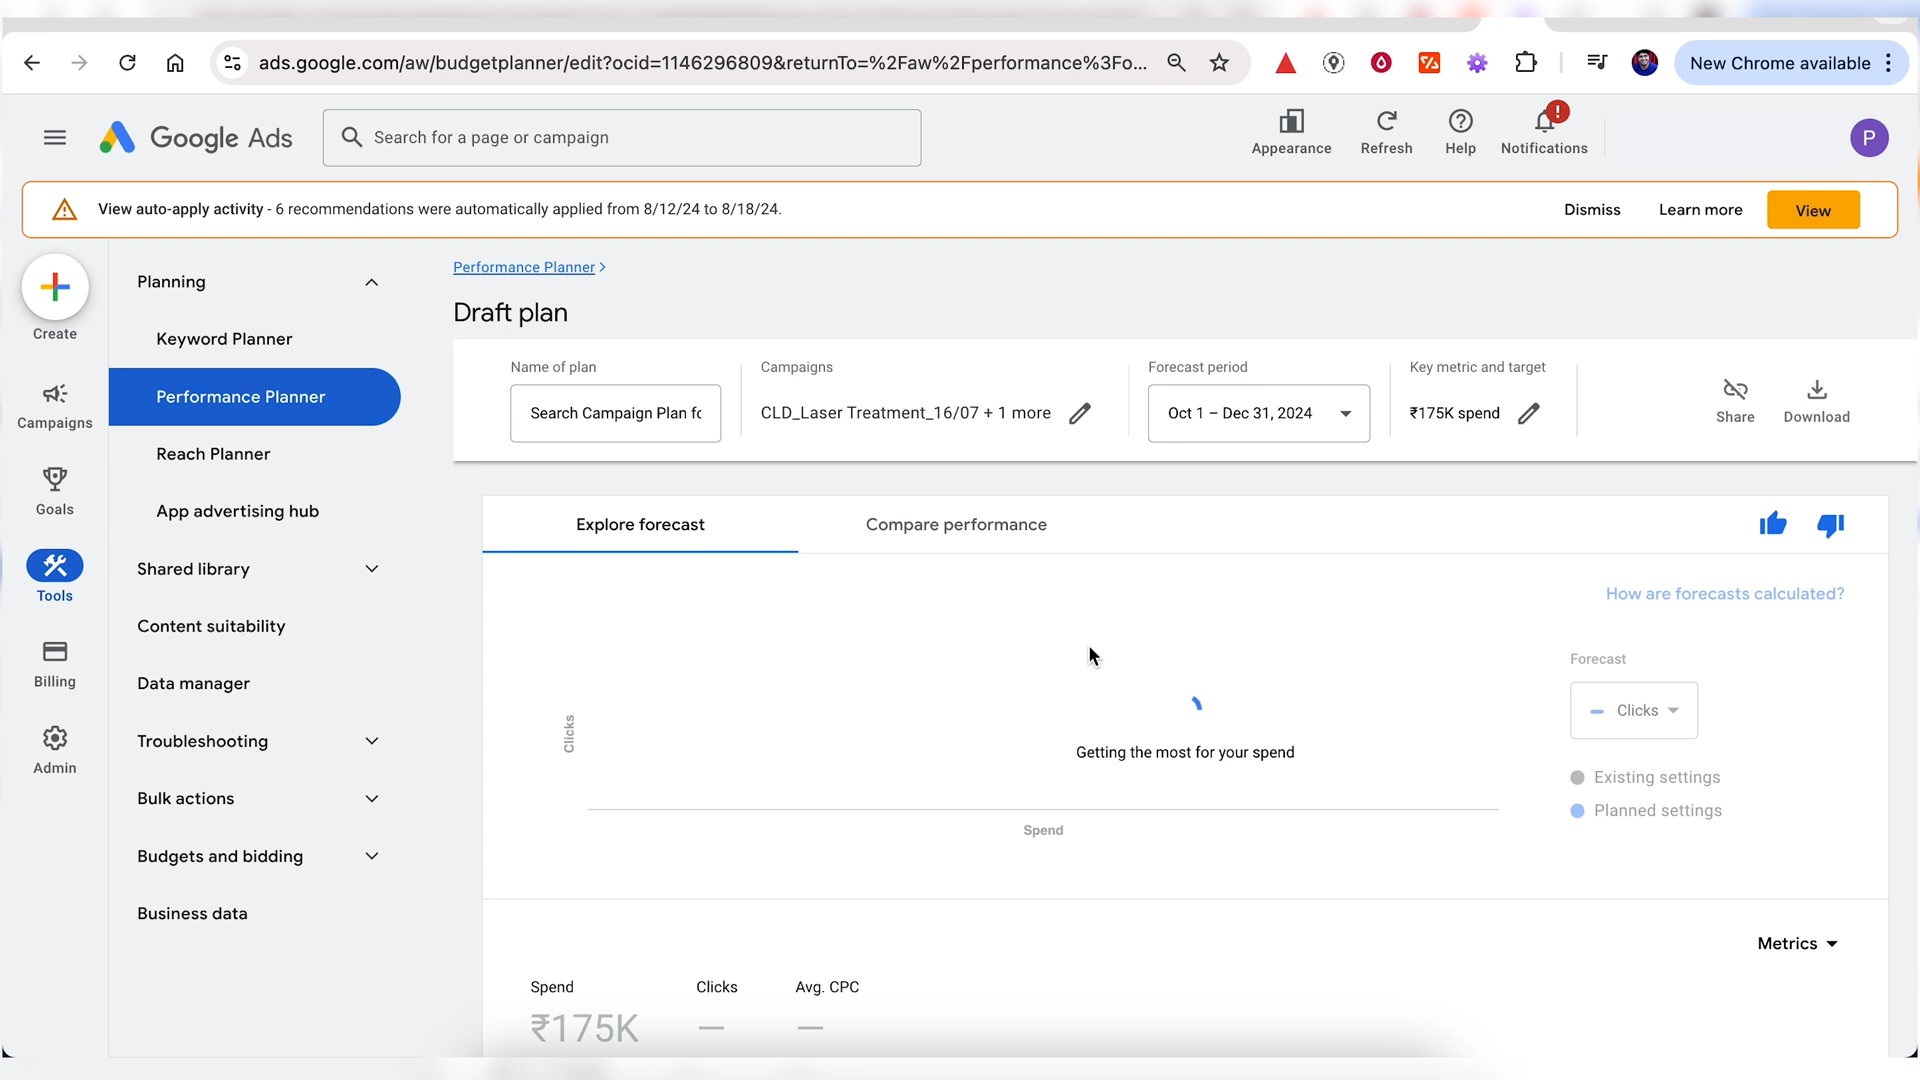 ads.google.com/aw/budgetplanner/edit?ocid=1146296809&returnTo=%2Faw%2Fperformance%3Fo...
New Chrome available
Google Ads
Search for a page or campaign
Appearance
Refresh
Help
Notifications
P
View auto-apply activity - 6 recommendations were automatically applied from 8/12/24 to 8/18/24.
Dismiss
Learn more
View
Create
Campaigns
Goals
Tools
Billing
Admin
Planning
Keyword Planner
Performance Planner
Reach Planner
App advertising hub
Shared library
Content suitability
Data manager
Troubleshooting
Bulk actions
Budgets and bidding
Business data
Performance Planner
Draft plan
Name of plan
Search Campaign Plan fc
Campaigns
CLD_Laser Treatment_16/07 + 1 more
Forecast period
Oct 1 – Dec 31, 2024
Key metric and target
₹175K spend
Share
Download
Explore forecast
Compare performance
How are forecasts calculated?
Clicks
Getting the most for your spend
Spend
Forecast
Clicks
Existing settings
Planned settings
Metrics
Spend
Clicks
Avg. CPC
₹175K
—
—